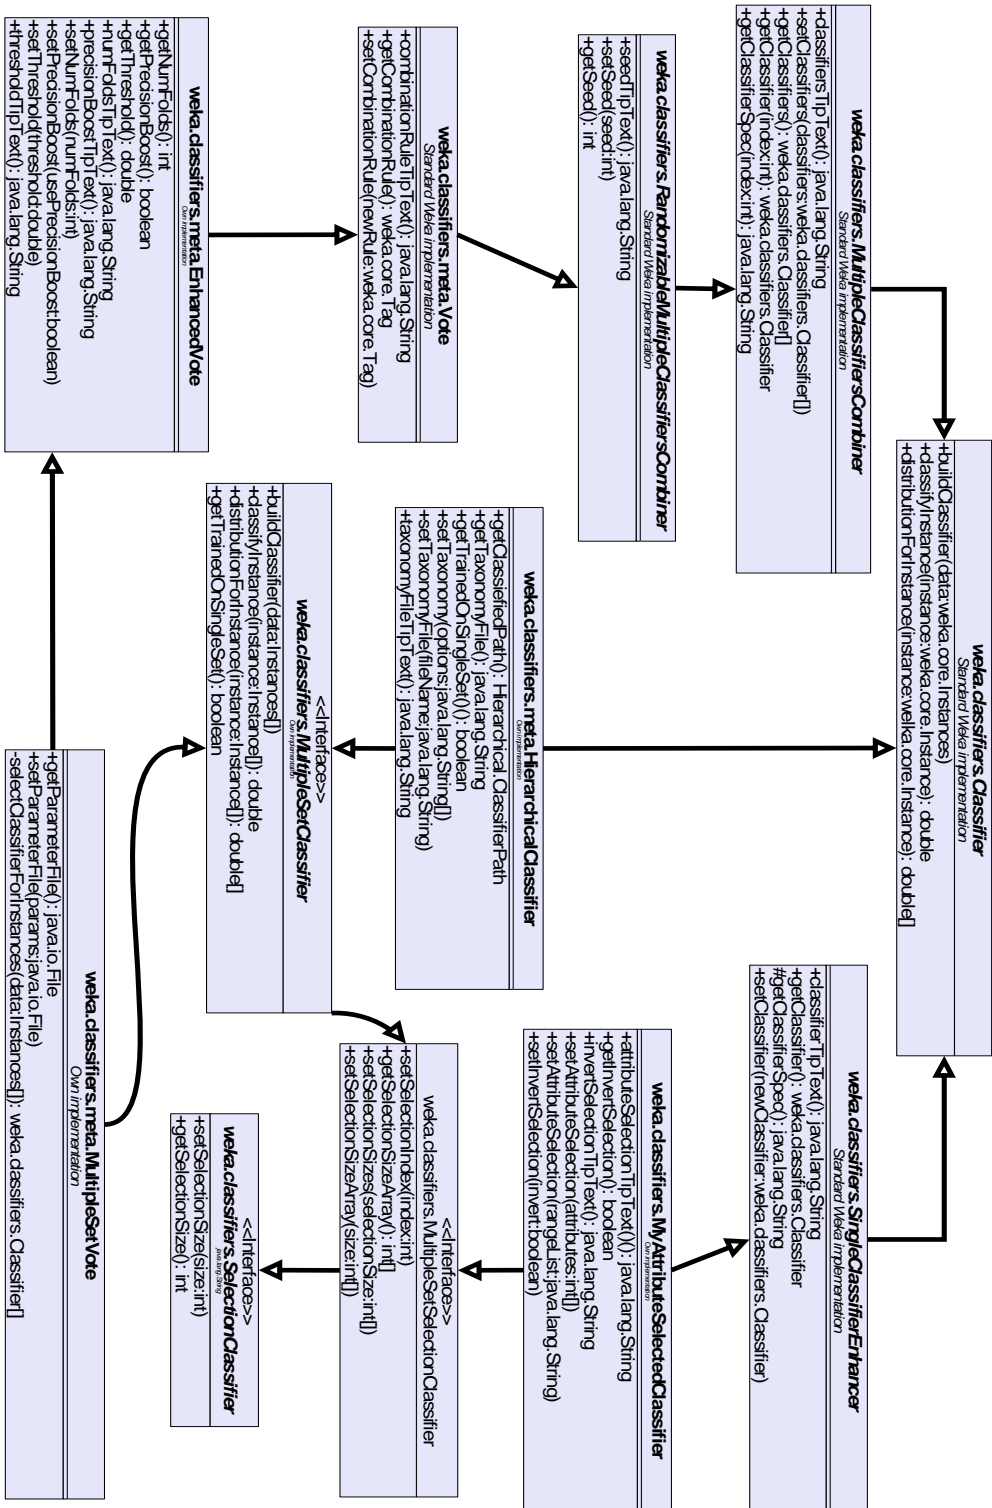 weka.classifiers.Classifier
Standard Weka implementation
+buildClassifier(data:weka.core.Instances)
+classifyInstance(instance:weka.core.Instance): double
+distributionForInstance(instance:welka.core.Instance): double[]
weka.classifiers.MultipleClassifiersCombiner
Standard Weka implementation
+classifiersTipText(): java.lang.String
+setClassifiers(classifiers:weka.classifiers.Classifier[])
+getClassifiers(): weka.classifiers.Classifier[]
+getClassifier(index:int): weka.classifiers.Classifier
+getClassifierSpec(index:int): java.lang.String
weka.classifiers.SingleClassifierEnhancer
Standard Weka implementation
+classifierTipText(): java.lang.String
+getClassifier(): weka.classifiers.Classifier
#getClassifierSpec(): java.lang.String
+setClassifier(newClassifier:weka.classifiers.Classifier)
weka.classifiers.RandomizableMultipleClassifiersCombiner
Standard Weka implementation
+seedTipText(): java.lang.String
+setSeed(seed:int)
+getSeed(): int
weka.classifiers.meta.HierarchicalClassifier
Own implementation
+getClassiefiedPath(): Hierarchical.ClassifierPath
+getTaxonomyFile(): java.lang.String
+getTrainedOnSingleSet()(): boolean
+setTaxonomy(options:java.lang.String[])
+setTaxonomyFile(fileName;java.lang.String)
+taxonomyFileTipText(): java.lang.String
weka.classifiers.MyAttributeSelectedClassifier
Own implementation
+attributeSelectionTipText()(): java.lang.String
+getInvertSelection(): boolean
+invertSelectionTipText(): java.lang.String
+setAttributeSelection(attributes:int[])
+setAttributeSelection(rangeList:java.lang.String)
+setInvertSelection(invert:boolean)
weka.classifiers.meta.Vote
Standard Weka implementation
+combinationRuleTipText(): java.lang.String
+getCombinationRule(): weka.core.Tag
+setCombinationRule(newRule:weka.core.Tag)
<<Interface>>
weka.classifiers.MultipleSetClassifier
Own implementation
+buildClassifier(data:Instances[])
+classifyInstance(instance:Instance[]): double
+distributionForInstance(instance:Instance[]): double[]
+getTrainedOnSingleSet(): boolean
<<Interface>>
weka.classifiers.MultipleSetSelectionClassifier
+setSelectionIndex(index:int)
+getSelectionSizeArray(): int[]
+setSelectionSizes(selectionSize:int[])
+setSelectionSizeArray(size:int[])
<<Interface>>
weka.classifiers.SelectionClassifier
java.lang.String
+setSelectionSize(size:int)
+getSelectionSize(): int
weka.classifiers.meta.EnhancedVote
Own implementation
+getNumFolds(): int
+getPrecisionBoost(): boolean
+getThreshold(): double
+numFoldsTipText(): java.lang.String
+precisionBoostTipText(): java.lang.String
+setNumFolds(numFolds:int)
+setPrecisionBoost((usePrecisionBoost:boolean)
+setThreshold(threshold:double)
+thresholdTipText(): java.lang.String
weka.classifiers.meta.MultipleSetVote
Own implementation
+getParameterFile(): java.io.File
+setParameterFile(params:java.io.File)
-selectClassifierForInstances(data:Instances[]): weka.classifiers.Classifier[]